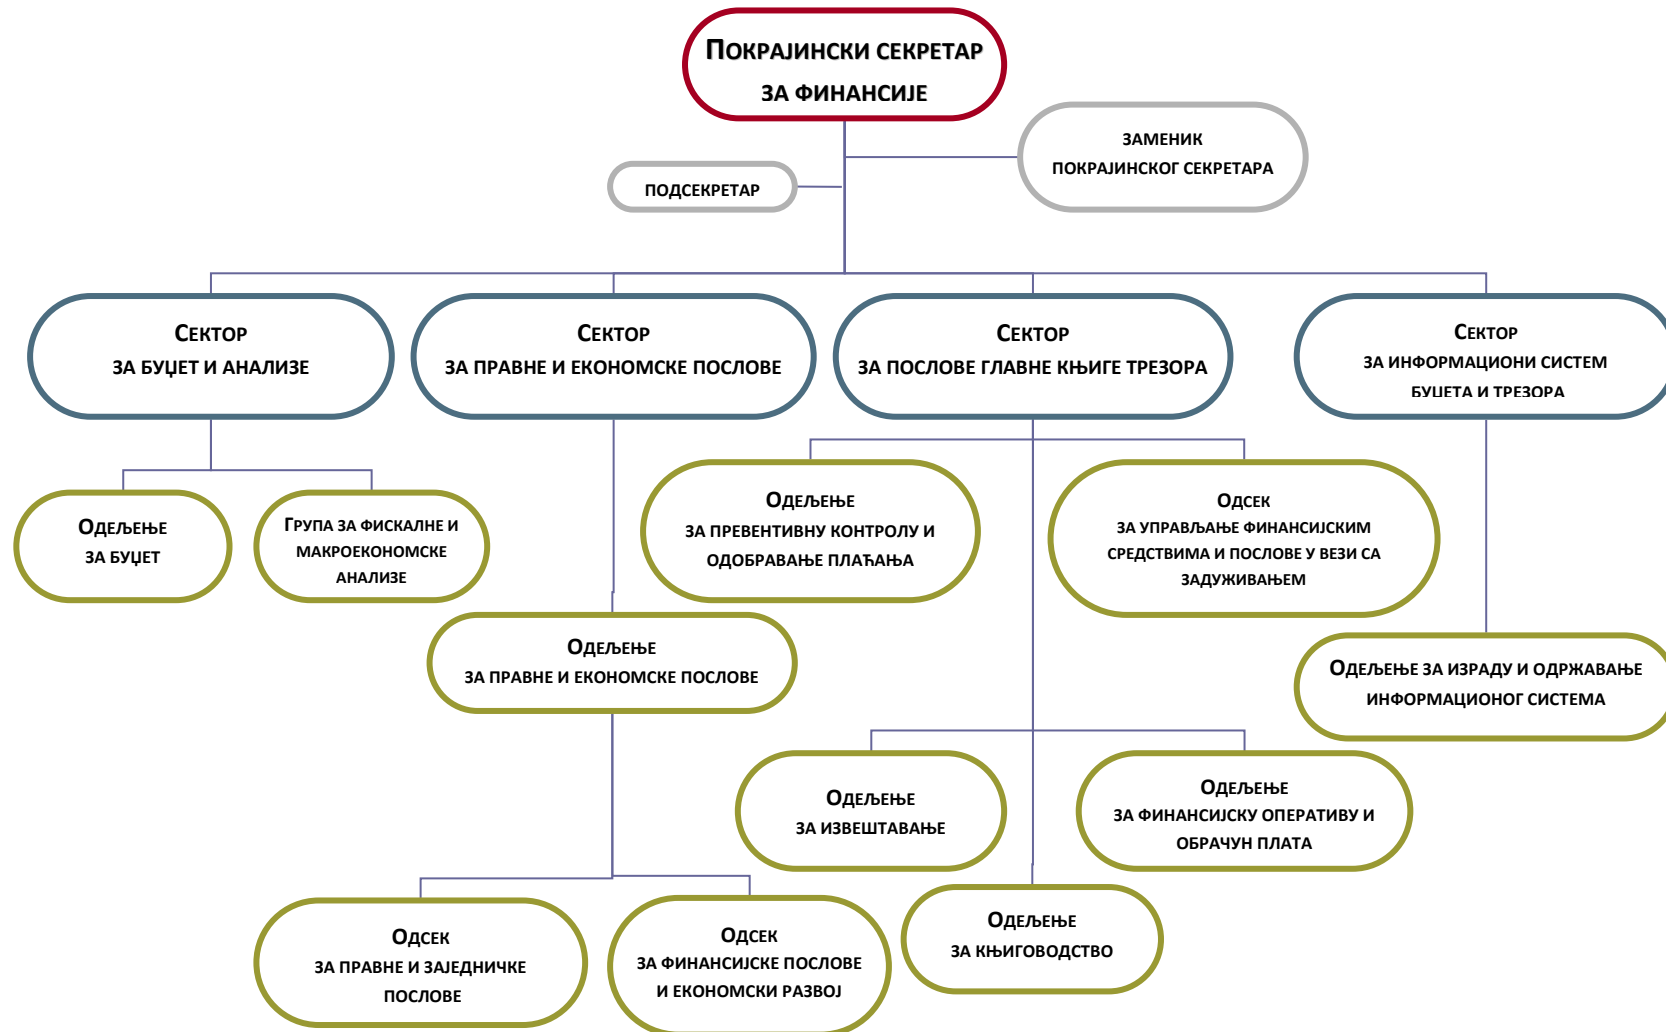 ПОКРАЈИНСКИ СЕКРЕТАР
ЗА ФИНАНСИЈЕ
ЗАМЕНИК
ПОКРАЈИНСКОГ СЕКРЕТАРА
ПОДСЕКРЕТАР
СЕКТОР
ЗА БУЏЕТ И АНАЛИЗЕ
СЕКТОР
ЗА ПРАВНЕ И ЕКОНОМСКЕ ПОСЛОВЕ
СЕКТОР
ЗА ПОСЛОВЕ ГЛАВНЕ КЊИГЕ ТРЕЗОРА
СЕКТОР
ЗА ИНФОРМАЦИОНИ СИСТЕМ
БУЏЕТА И ТРЕЗОРА
ОДЕЉЕЊЕ
ЗА БУЏЕТ
ГРУПА ЗА ФИСКАЛНЕ И
МАКРОЕКОНОМСКЕ
АНАЛИЗЕ
ОДЕЉЕЊЕ
ЗА ПРЕВЕНТИВНУ КОНТРОЛУ И
ОДОБРАВАЊЕ ПЛАЋАЊА
ОДСЕК
ЗА УПРАВЉАЊЕ ФИНАНСИЈСКИМ
СРЕДСТВИМА И ПОСЛОВЕ У ВЕЗИ СА
ЗАДУЖИВАЊЕМ
ОДЕЉЕЊЕ
ЗА ПРАВНЕ И ЕКОНОМСКЕ ПОСЛОВЕ
ОДЕЉЕЊЕ ЗА ИЗРАДУ И ОДРЖАВАЊЕ
ИНФОРМАЦИОНОГ СИСТЕМА
ОДЕЉЕЊЕ
ЗА ИЗВЕШТАВАЊЕ
ОДЕЉЕЊЕ
ЗА ФИНАНСИЈСКУ ОПЕРАТИВУ И
ОБРАЧУН ПЛАТА
ОДСЕК
ЗА ПРАВНЕ И ЗАЈЕДНИЧКЕ
ПОСЛОВЕ
ОДСЕК
ЗА ФИНАНСИЈСКЕ ПОСЛОВЕ
И ЕКОНОМСКИ РАЗВОЈ
ОДЕЉЕЊЕ
ЗА КЊИГОВОДСТВО